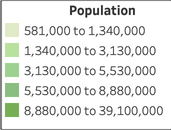 Population
581,000 to 1,340,000
1,340,000 to 3,130,000
3,130,000 to 5,530,000
5,530,000 to 8,880,000
8,880,000 to 39,100,000